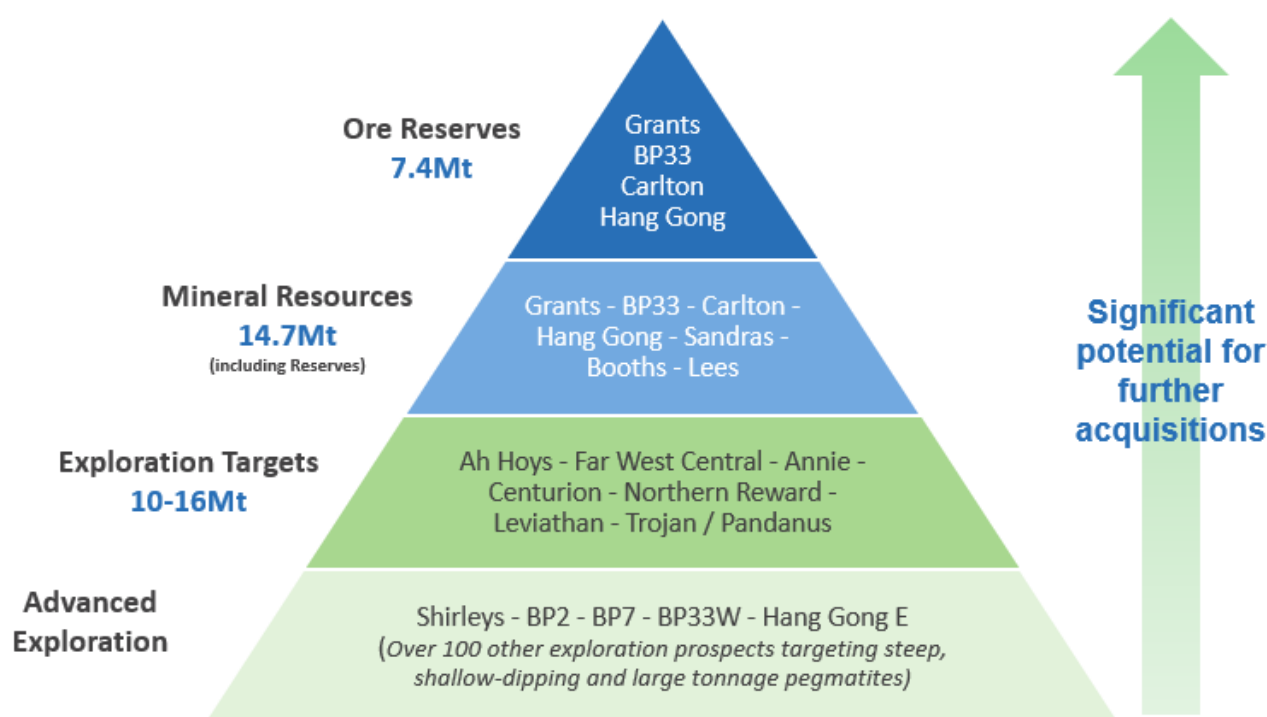 Ore Reserves
7.4Mt
Grants
BP33
Carlton
Hang Gong
Mineral Resources
14.7Mt
(including Reserves)
Grants - BP33 - Carlton -
Hang Gong - Sandras -
Booths - Lees
Exploration Targets
10-16Mt
Ah Hoys - Far West Central - Annie -
Centurion - Northern Reward -
Leviathan - Trojan / Pandanus
Advanced
Exploration
Shirleys - BP2 - BP7 - BP33W - Hang Gong E
(Over 100 other exploration prospects targeting steep,
shallow-dipping and large tonnage pegmatites)
Significant
potential for
further
acquisitions